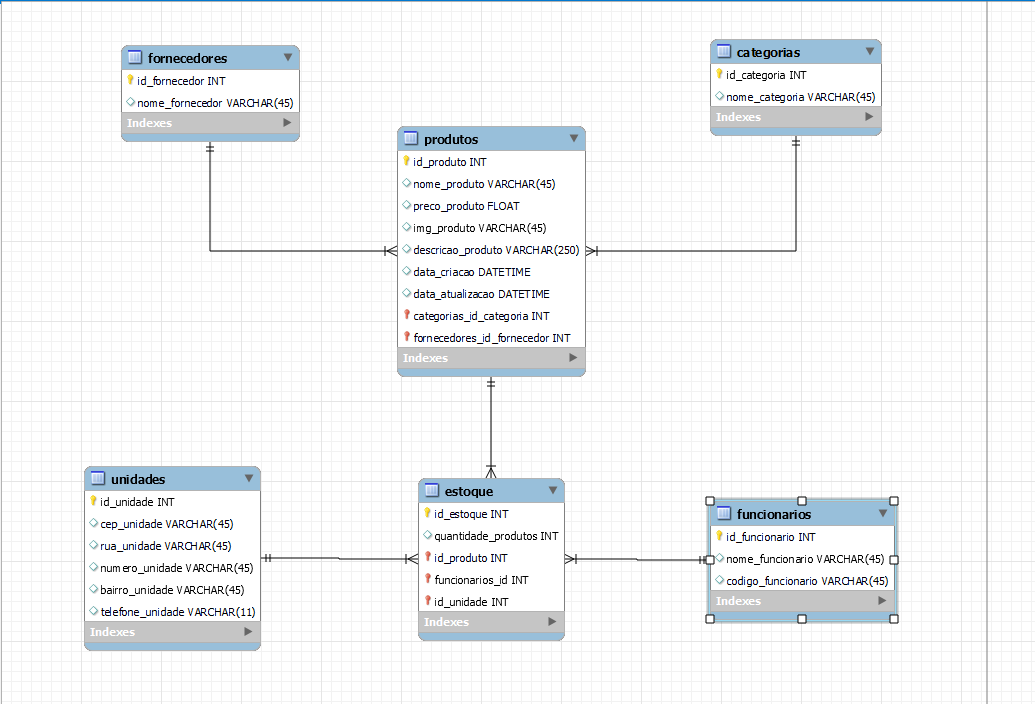 fornecedores
id_fornecedor INT
nome_fornecedor VARCHAR(45)
Indexes
categorias
id_categoria INT
nome_categoria VARCHAR(45)
Indexes
produtos
id_produto INT
nome_produto VARCHAR(45)
preco_produto FLOAT
img_produto VARCHAR(45)
descricao_produto VARCHAR(250)
data_criacao DATETIME
data_atualizacao DATETIME
categorias_id_categoria INT
fornecedores_id_fornecedor INT
Indexes
unidades
id_unidade INT
cep_unidade VARCHAR(45)
rua_unidade VARCHAR(45)
numero_unidade VARCHAR(45)
bairro_unidade VARCHAR(45)
telefone_unidade VARCHAR(11)
Indexes
estoque
id_estoque INT
quantidade_produtos INT
id_produto INT
funcionarios_id INT
id_unidade INT
Indexes
funcionarios
id_funcionario INT
nome_funcionario VARCHAR(45)
codigo_funcionario VARCHAR(45)
Indexes